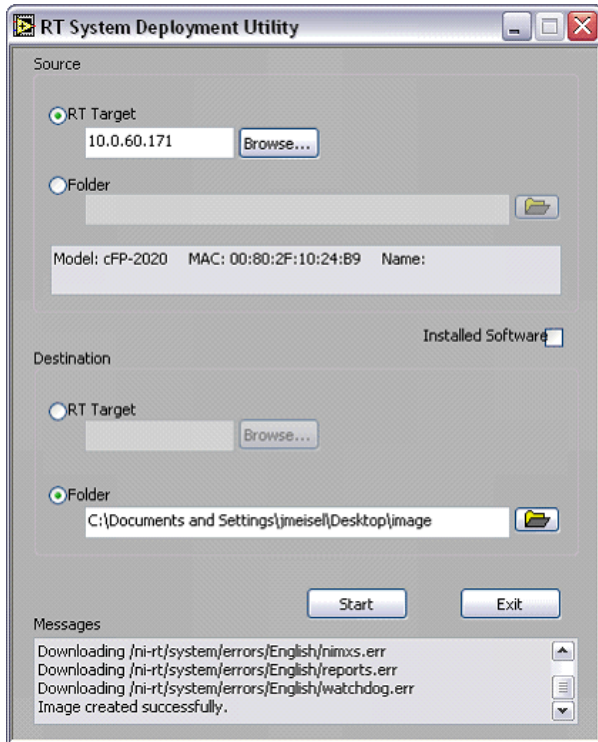 RT System Deployment Utility
Source
RT Target
10.0.60.171
Browse...
Folder
Model: cFP-2020 MAC: 00:80:2F:10:24:B9 Name:
Installed Software
Destination
RT Target
Browse...
Folder
C:\Documents and Settings\jmeisel\Desktop\image
Start Exit
Messages
Downloading /ni-rt/system/errors/English/nimxs.err
Downloading /ni-rt/system/errors/English/reports.err
Downloading /ni-rt/system/errors/English/watchdog.err
Image created successfully.